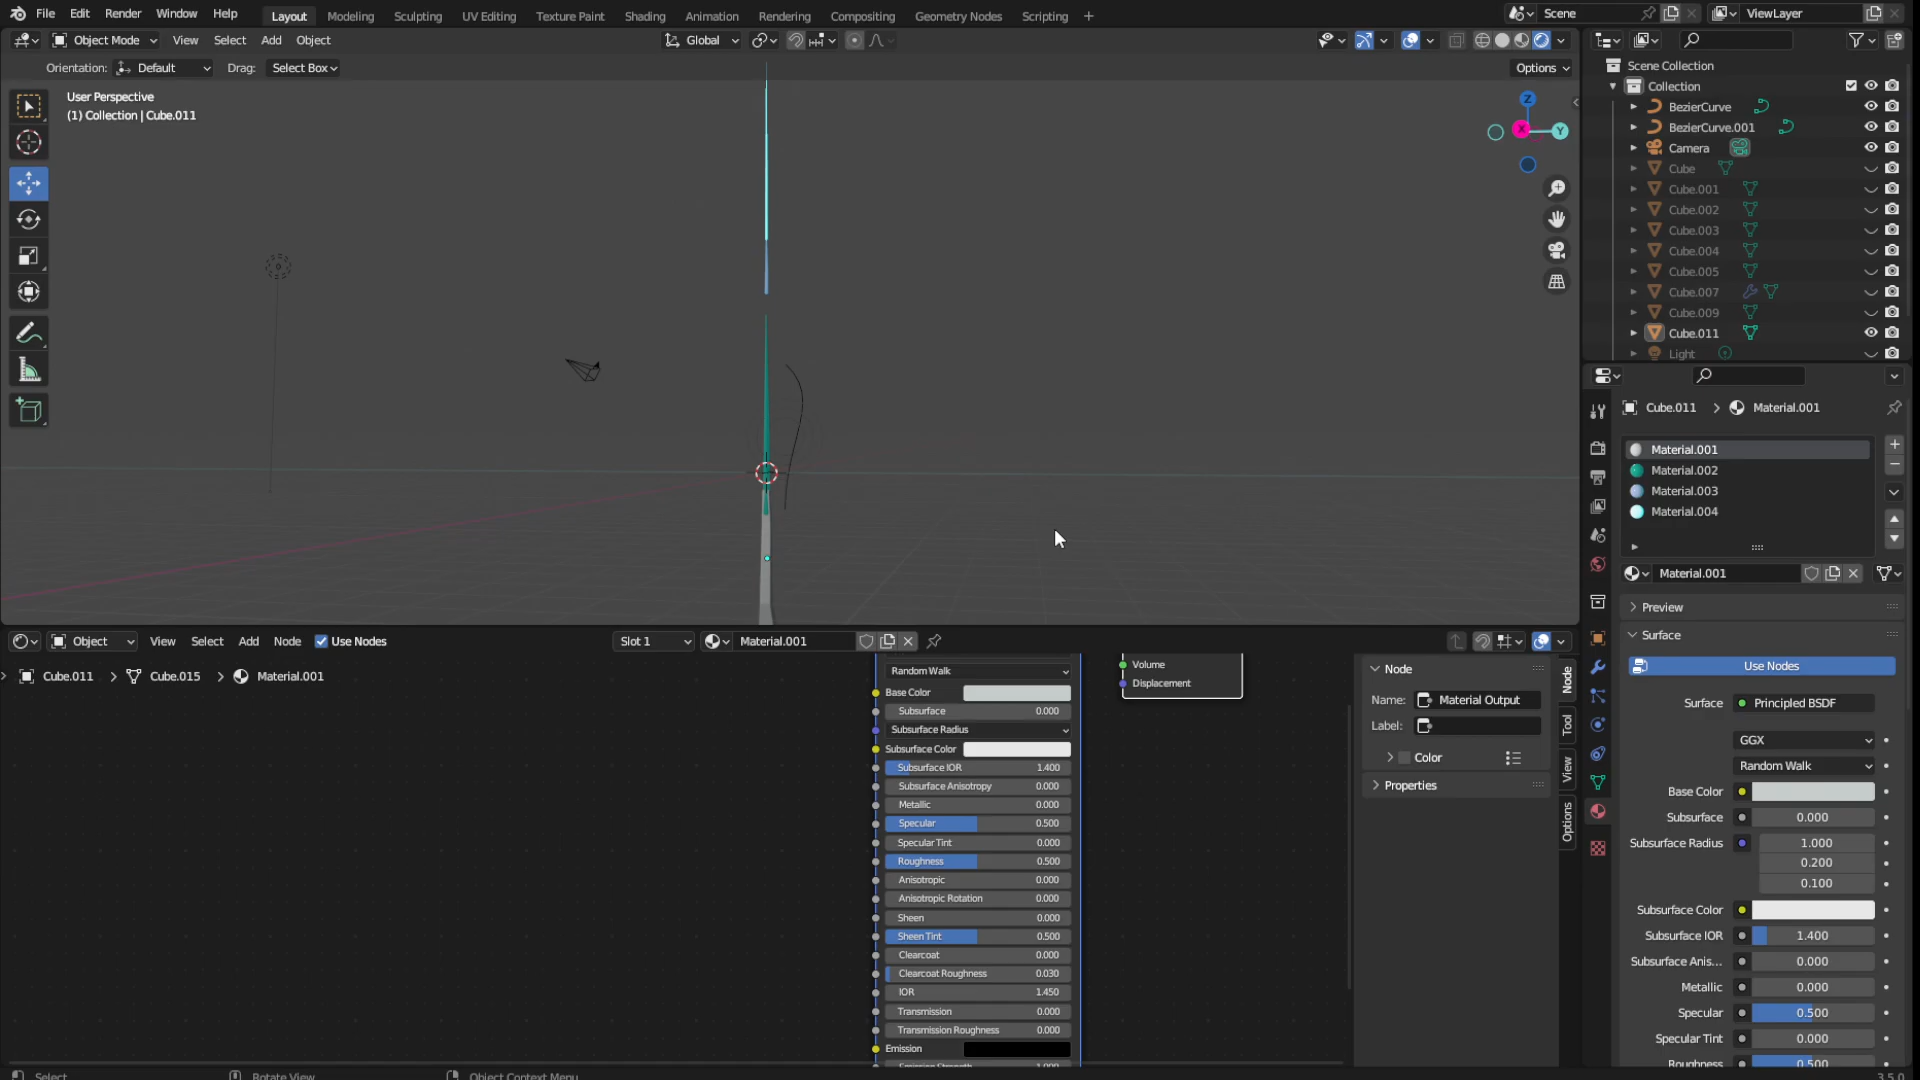 File Edit Render Window Help Layout Modeling Sculpting UV Editing Texture Paint Shading Animation Rendering Compositing Geometry Nodes Scripting + Scene ViewLayer
Object Mode View Select Add Object Global
Orientation: Default Drag: Select Box Options
User Perspective
(1) Collection | Cube.011
Z
X
Y
Scene Collection
Collection
BezierCurve
BezierCurve.001
Camera
Cube
Cube.001
Cube.002
Cube.003
Cube.004
Cube.005
Cube.007
Cube.009
Cube.011
Light
Cube.011 > Material.001
Material.001
Material.002
Material.003
Material.004
Material.001
Preview
Surface
Use Nodes
Surface Principled BSDF
GGX
Random Walk
Base Color
Subsurface 0.000
Subsurface Radius 1.000
0.200
0.100
Subsurface Color
Subsurface IOR 1.400
Subsurface Anis... 0.000
Metallic 0.000
Specular 0.500
Specular Tint 0.000
Roughness 0.500
Object View Select Add Node Use Nodes Slot 1 Material.001
Cube.011 > Cube.015 > Material.001
Random Walk
Base Color
Subsurface 0.000
Subsurface Radius
Subsurface Color
Subsurface IOR 1.400
Subsurface Anisotropy 0.000
Metallic 0.000
Specular 0.500
Specular Tint 0.000
Roughness 0.500
Anisotropic 0.000
Anisotropic Rotation 0.000
Sheen 0.000
Sheen Tint 0.500
Clearcoat 0.000
Clearcoat Roughness 0.030
IOR 1.450
Transmission 0.000
Transmission Roughness 0.000
Emission
Emission Strength 1.000
Volume
Displacement
Node
Name: Material Output
Label:
Color
Properties
Node
Tool
View
Options
Select Rotate View Object Context Menu 3.5.0